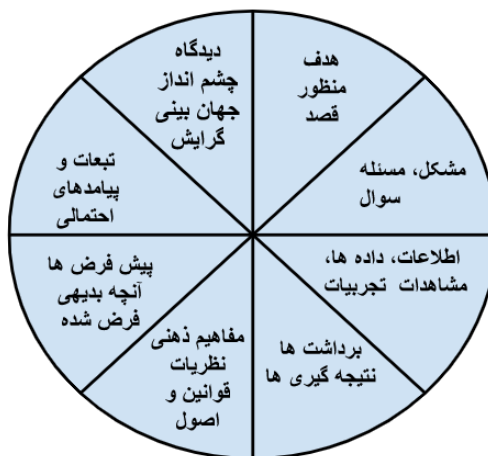 هدف
منظور
قصد
مشکل، مسئله
سوال
اطلاعات، داده ها،
مشاهدات تجربیات
برداشت ها
نتیجه گیری ها
مفاهیم ذهنی
نظریات
قوانین و
اصول
پیش فرض ها
آنچه بدیهی
فرض شده
تبعات و
پیامدهای
احتمالی
دیدگاه
چشم انداز
جهان بینی
گرایش